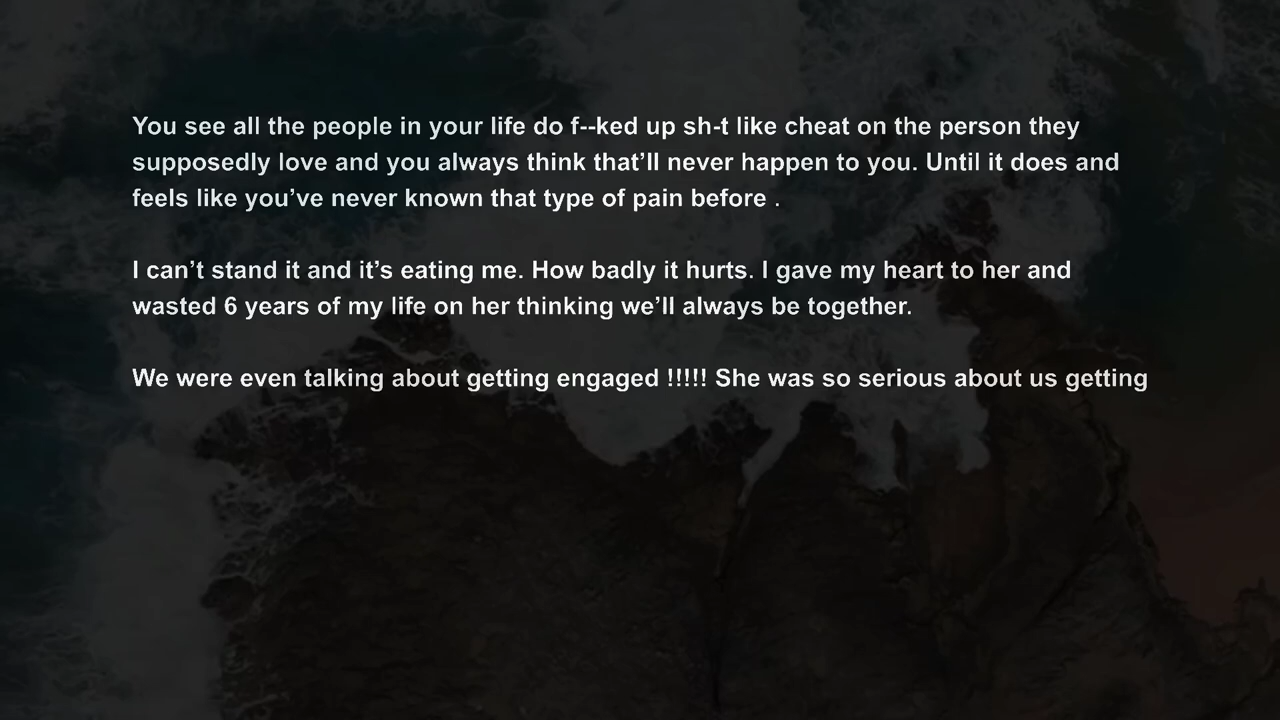 You see all the people in your life do f--ked up sh-t like cheat on the person they
supposedly love and you always think that’ll never happen to you. Until it does and
feels like you’ve never known that type of pain before .
I can’t stand it and it’s eating me. How badly it hurts. I gave my heart to her and
wasted 6 years of my life on her thinking we’ll always be together.
We were even talking about getting engaged !!!!! She was so serious about us getting